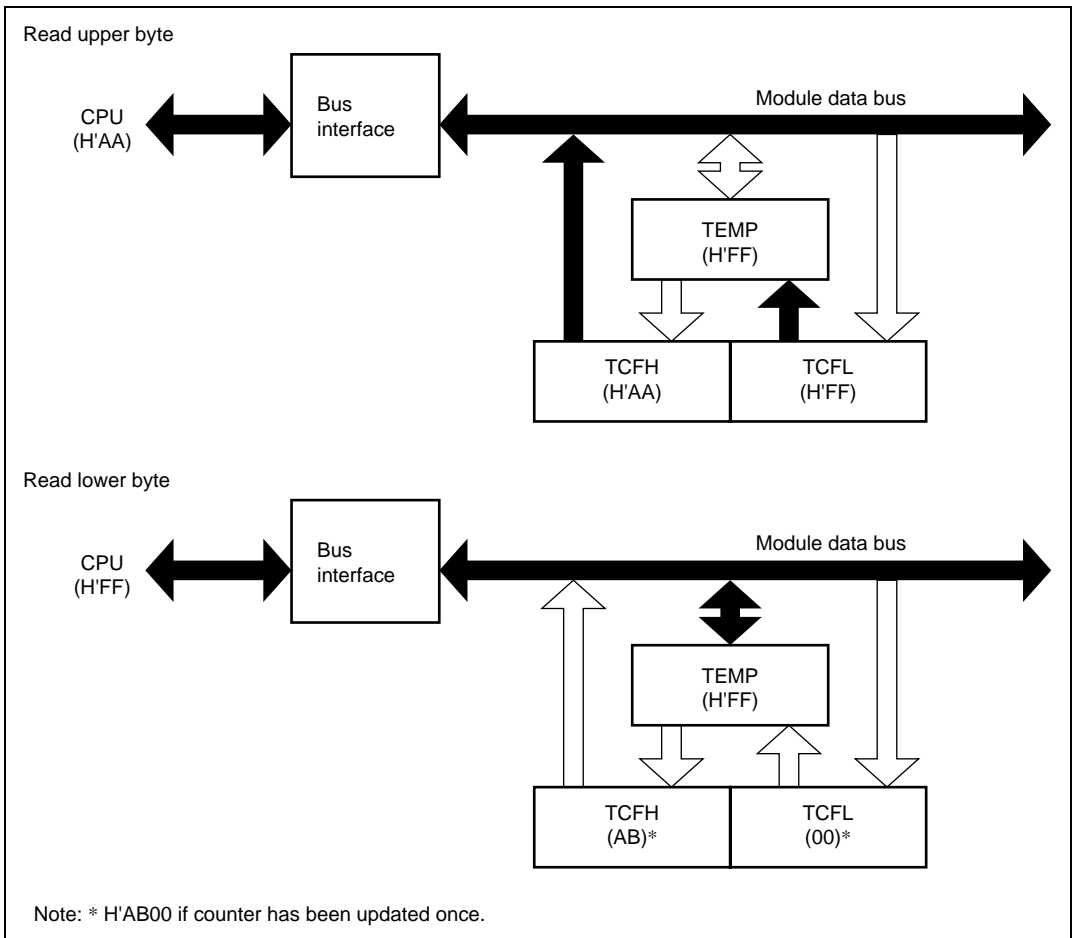 Read upper byte
CPU
(H'AA)
Bus
interface
Module data bus
TEMP
(H'FF)
TCFH
(H'AA)
TCFL
(H'FF)
Read lower byte
CPU
(H'FF)
Bus
interface
Module data bus
TEMP
(H'FF)
TCFH
(AB)*
TCFL
(00)*
Note: * H'AB00 if counter has been updated once.